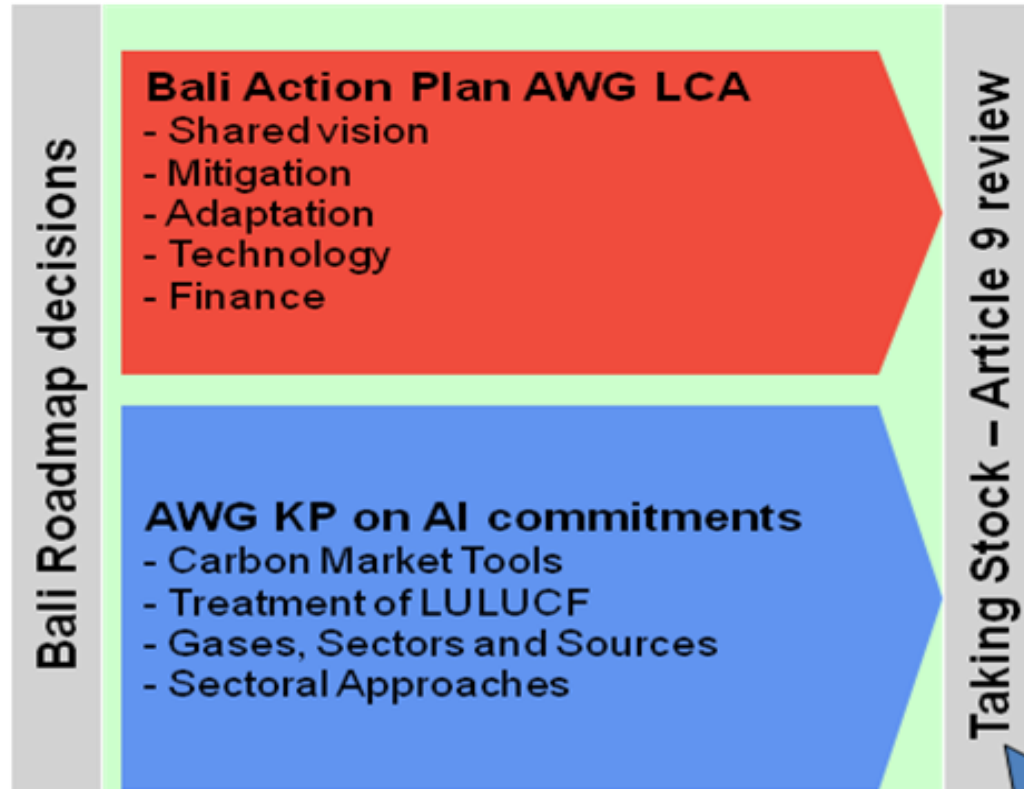 Bali Roadmap decisions
Bali Action Plan AWG LCA
- Shared vision
- Mitigation
- Adaptation
- Technology
- Finance
AWG KP on AI commitments
- Carbon Market Tools
- Treatment of LULUCF
- Gases, Sectors and Sources
- Sectoral Approaches
Taking Stock – Article 9 review